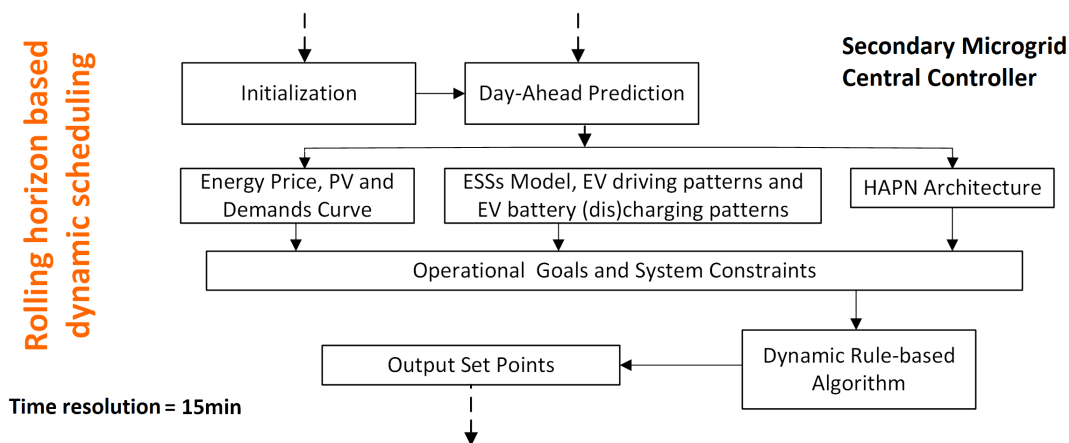 Rolling horizon based
dynamic scheduling
Secondary Microgrid
Central Controller
Initialization
Day-Ahead Prediction
Energy Price, PV and
Demands Curve
ESSs Model, EV driving patterns and
EV battery (dis)charging patterns
HAPN Architecture
Operational Goals and System Constraints
Dynamic Rule-based
Algorithm
Output Set Points
Time resolution = 15min